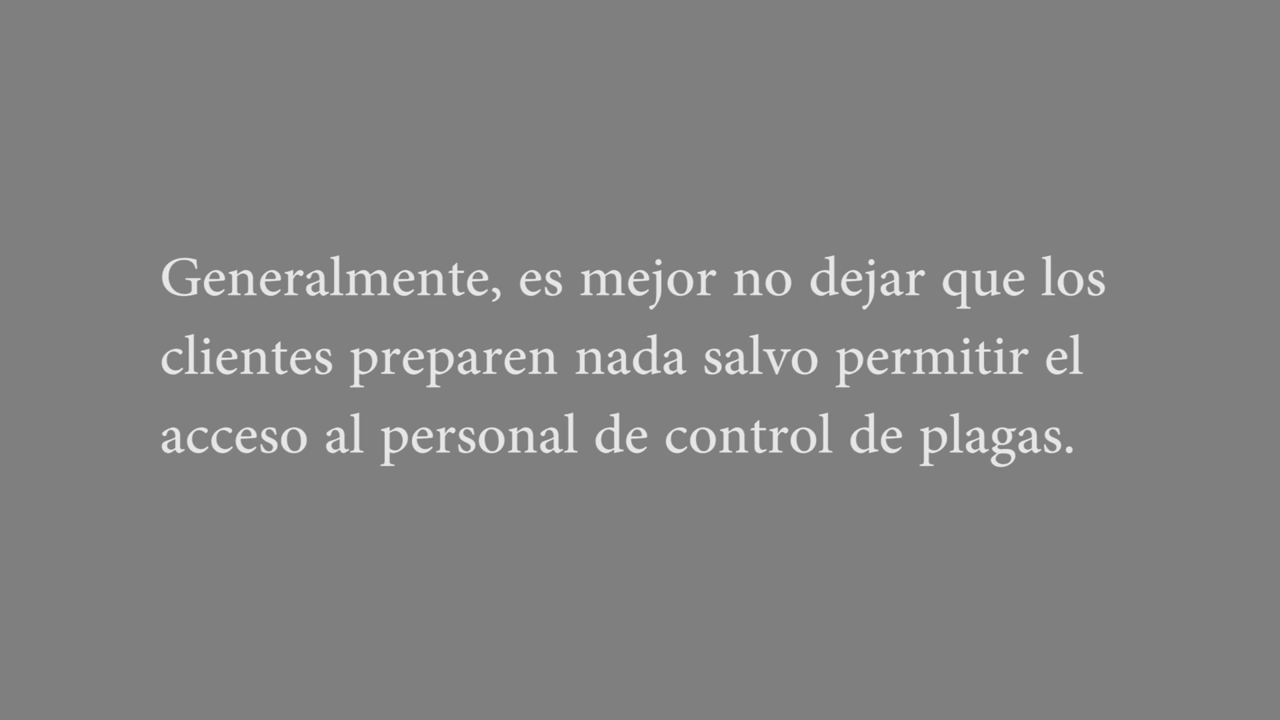 Generalmente, es mejor no dejar que los
clientes preparen nada salvo permitir el
acceso al personal de control de plagas.